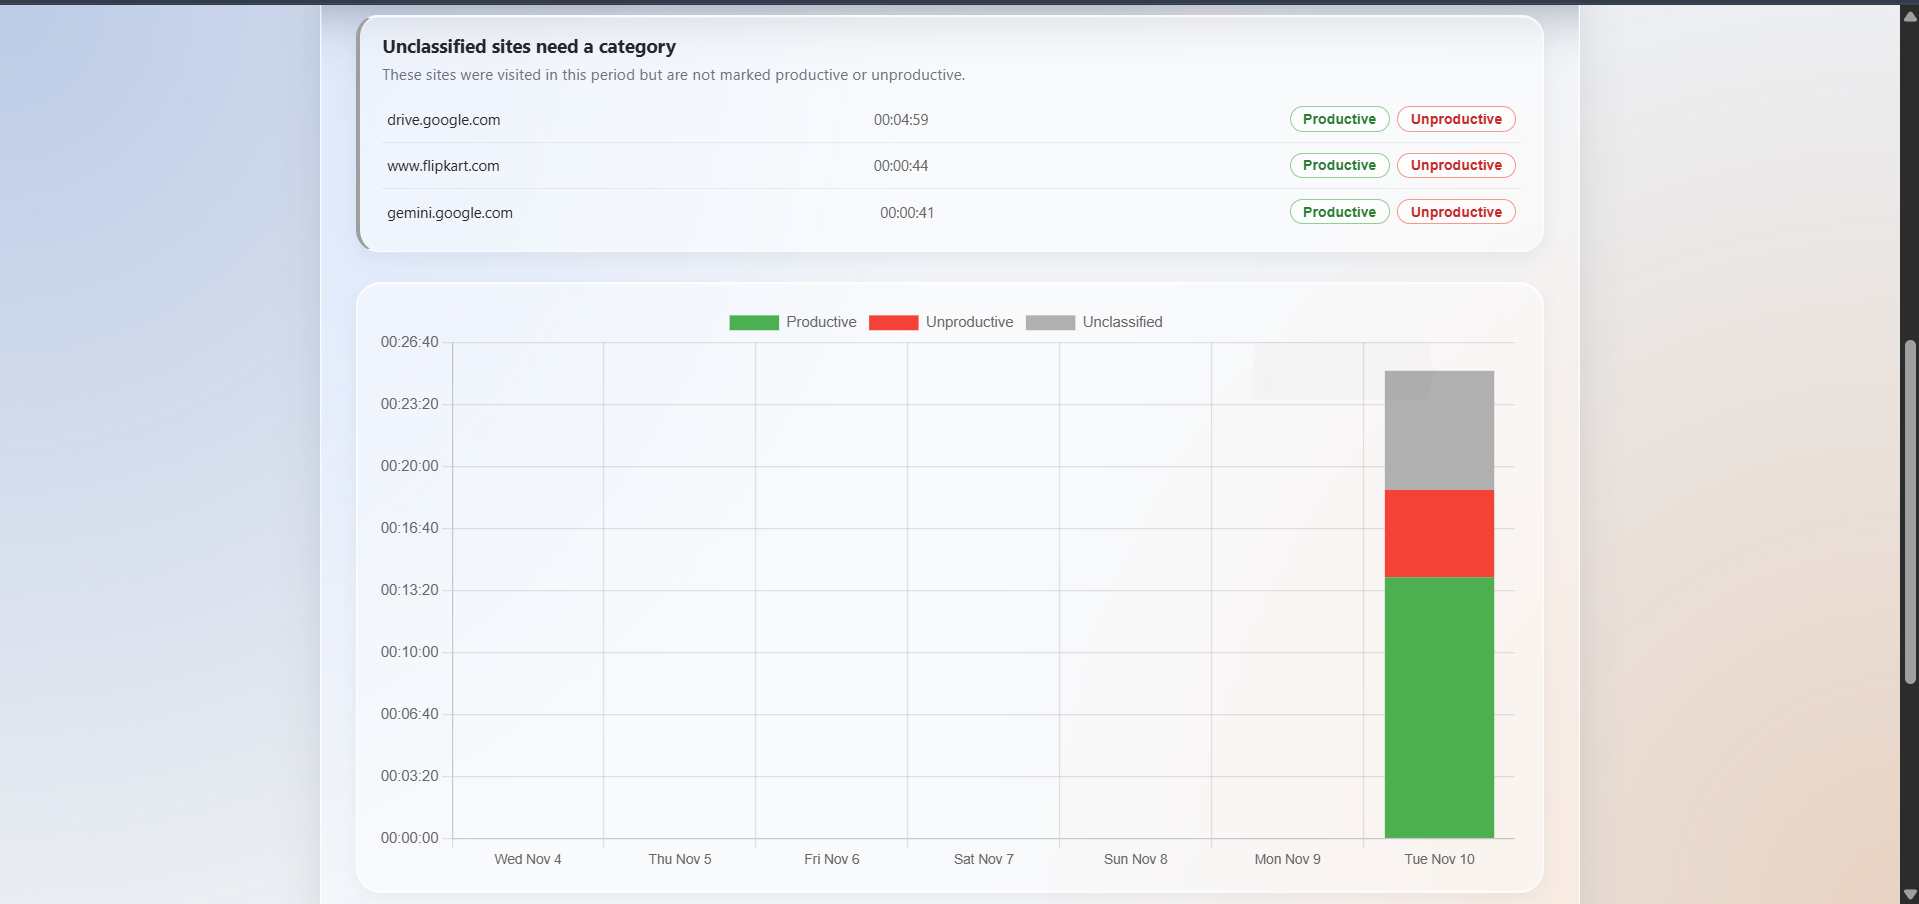 Unclassified sites need a category
These sites were visited in this period but are not marked productive or unproductive.
drive.google.com 00:04:59 Productive Unproductive
www.flipkart.com 00:00:44 Productive Unproductive
gemini.google.com 00:00:41 Productive Unproductive
Productive Unproductive Unclassified
00:26:40
00:23:20
00:20:00
00:16:40
00:13:20
00:10:00
00:06:40
00:03:20
00:00:00
Wed Nov 4 Thu Nov 5 Fri Nov 6 Sat Nov 7 Sun Nov 8 Mon Nov 9 Tue Nov 10